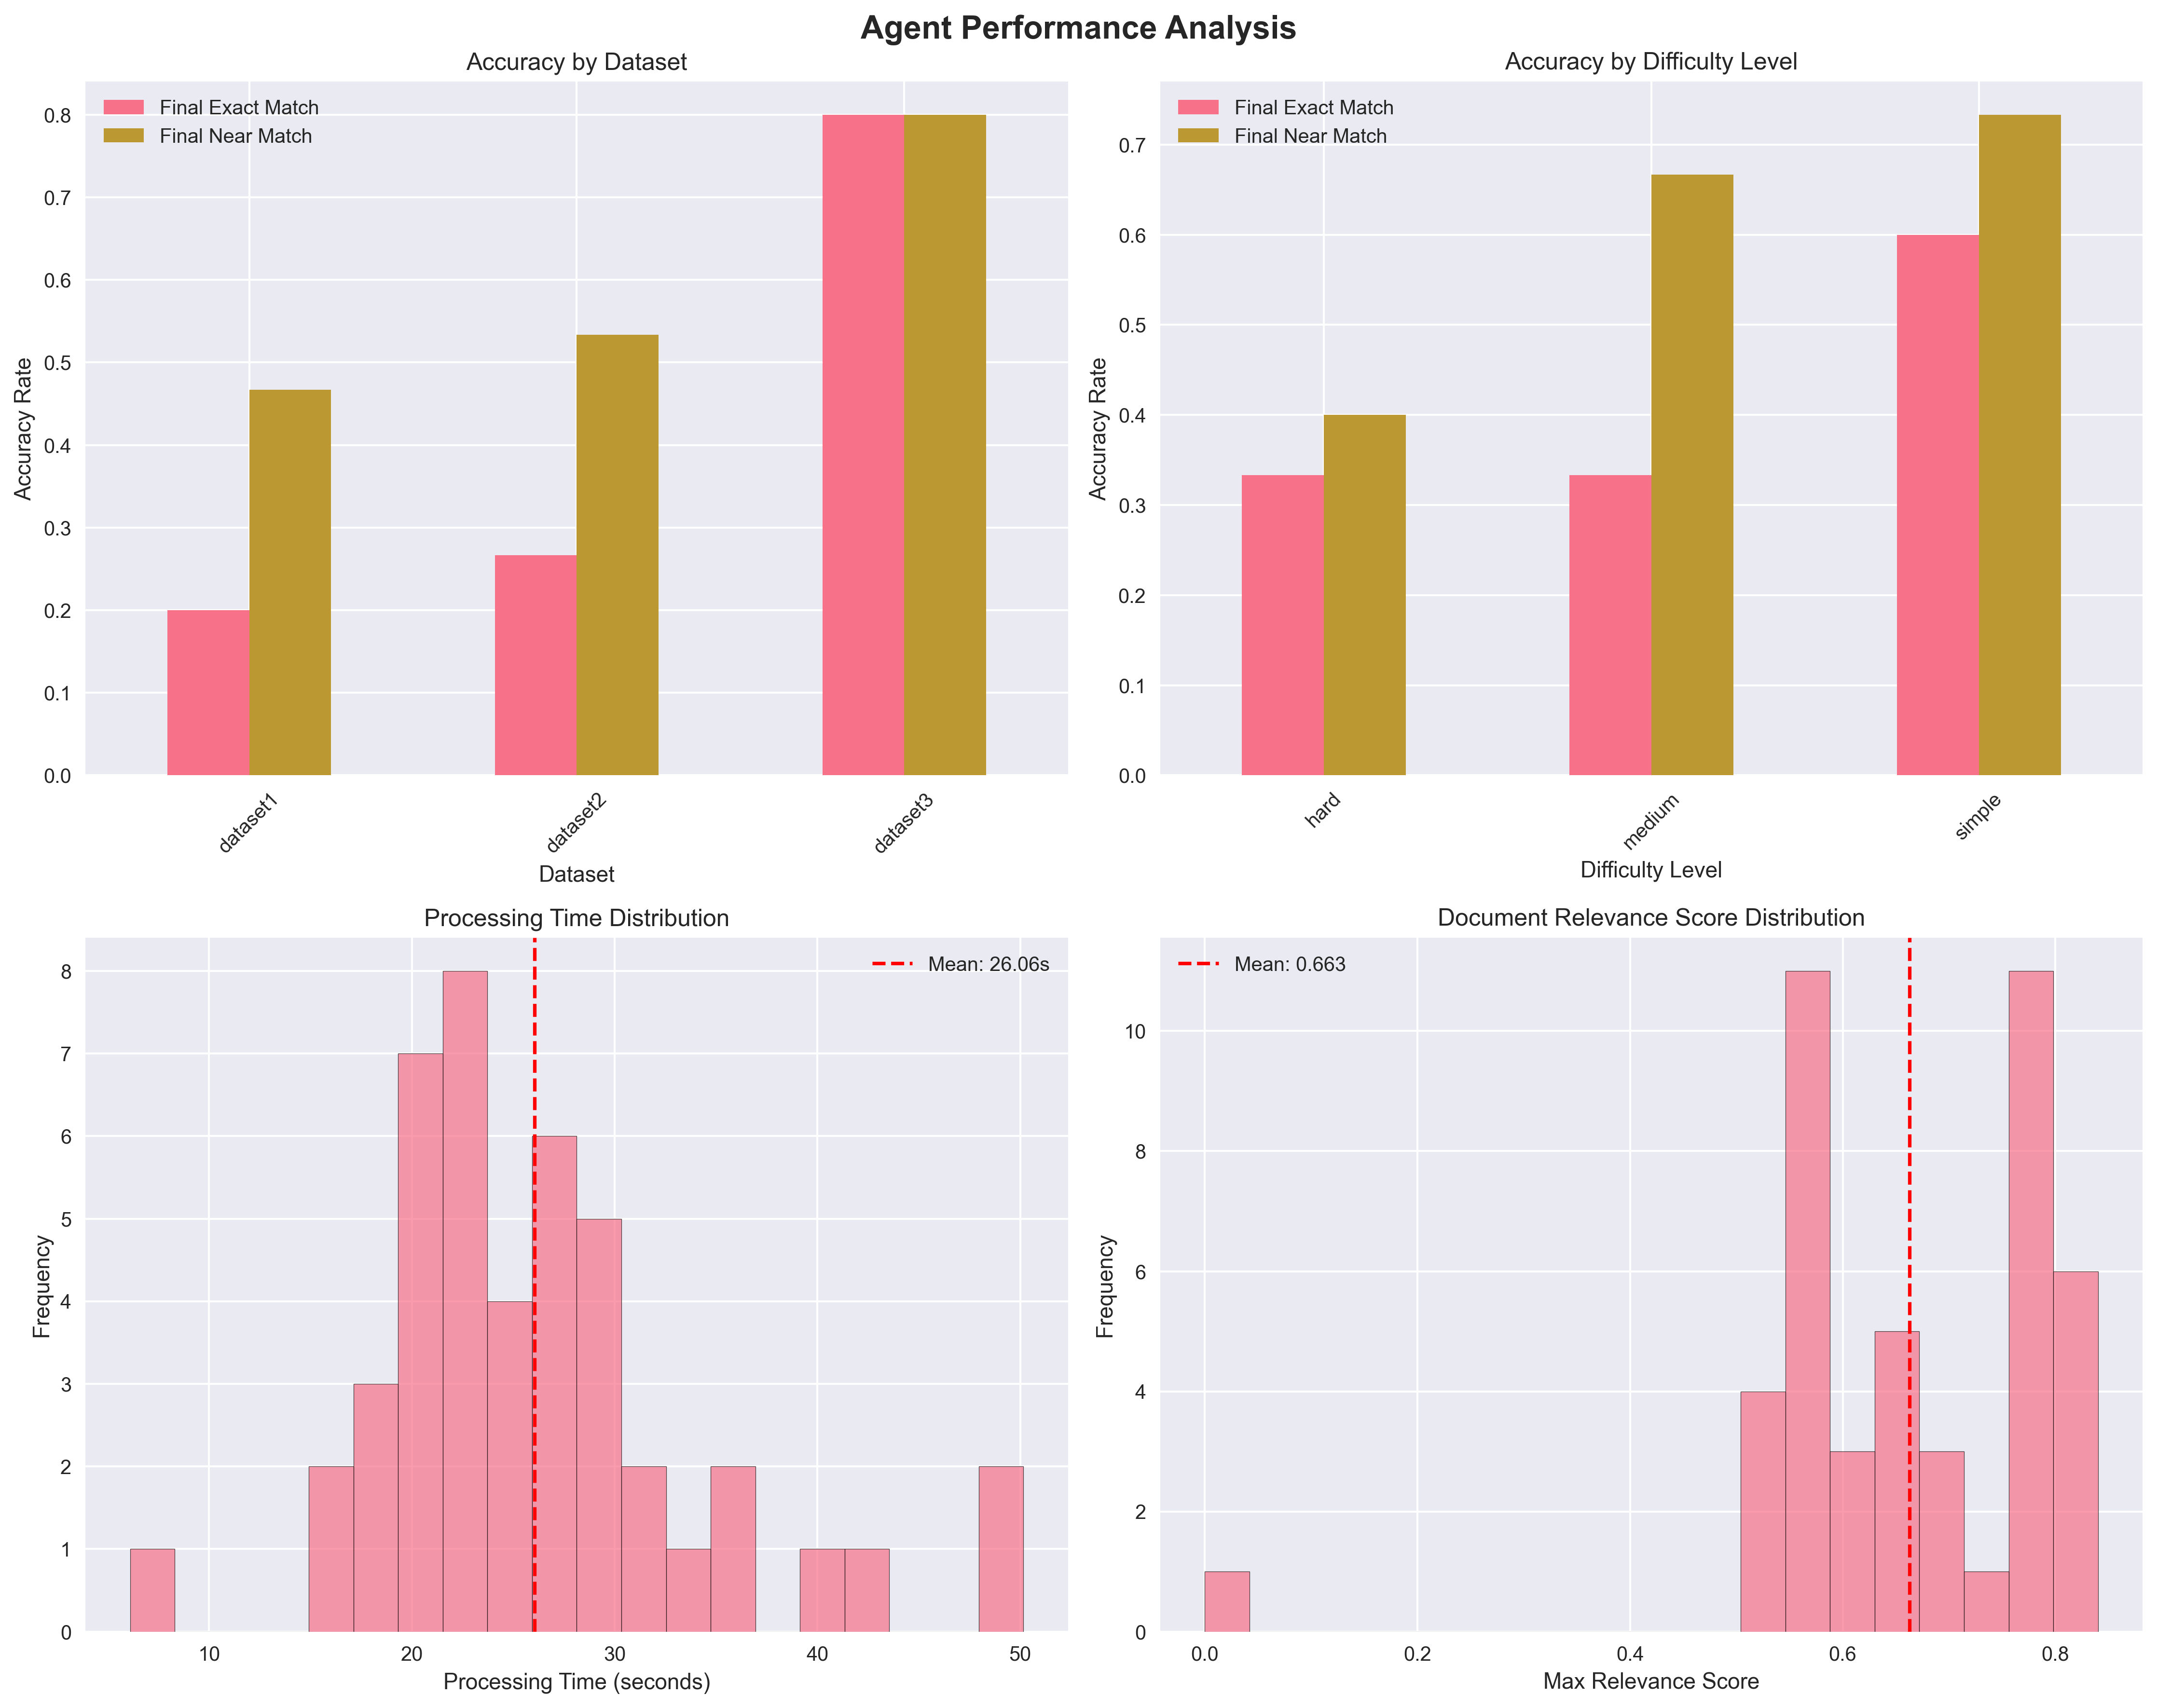 Agent Performance Analysis
Accuracy by Dataset
Final Exact Match
Final Near Match
0.8
0.7
0.6
0.5
0.4
0.3
0.2
0.1
0.0
Accuracy Rate
dataset1
dataset2
dataset3
Dataset
Accuracy by Difficulty Level
Final Exact Match
Final Near Match
0.7
0.6
0.5
0.4
0.3
0.2
0.1
0.0
Accuracy Rate
hard
medium
simple
Difficulty Level
Processing Time Distribution
Mean: 26.06s
8
7
6
5
4
3
2
1
0
Frequency
10
20
30
40
50
Processing Time (seconds)
Document Relevance Score Distribution
Mean: 0.663
10
8
6
4
2
0
Frequency
0.0
0.2
0.4
0.6
0.8
Max Relevance Score